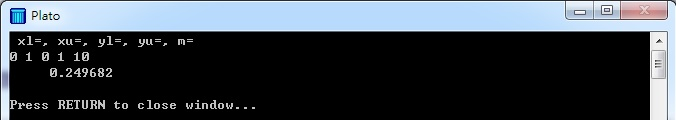 Plato
xl=, xu=, yl=, yu=, m=
0 1 0 1 10
0.249682
Press RETURN to close window...